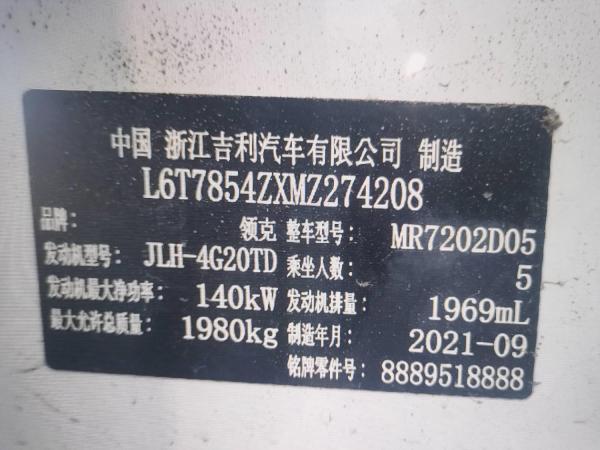 中国 浙江吉利汽车有限公司 制造
L6T7854ZXMZ274208
品牌: 领克 整车型号: MR7202D05
发动机型号: JLH-4G20TD 乘坐人数: 5
发动机最大净功率: 140kW 发动机排量: 1969mL
最大允许总质量: 1980kg 制造年月: 2021-09
铭牌零件号: 8889518888